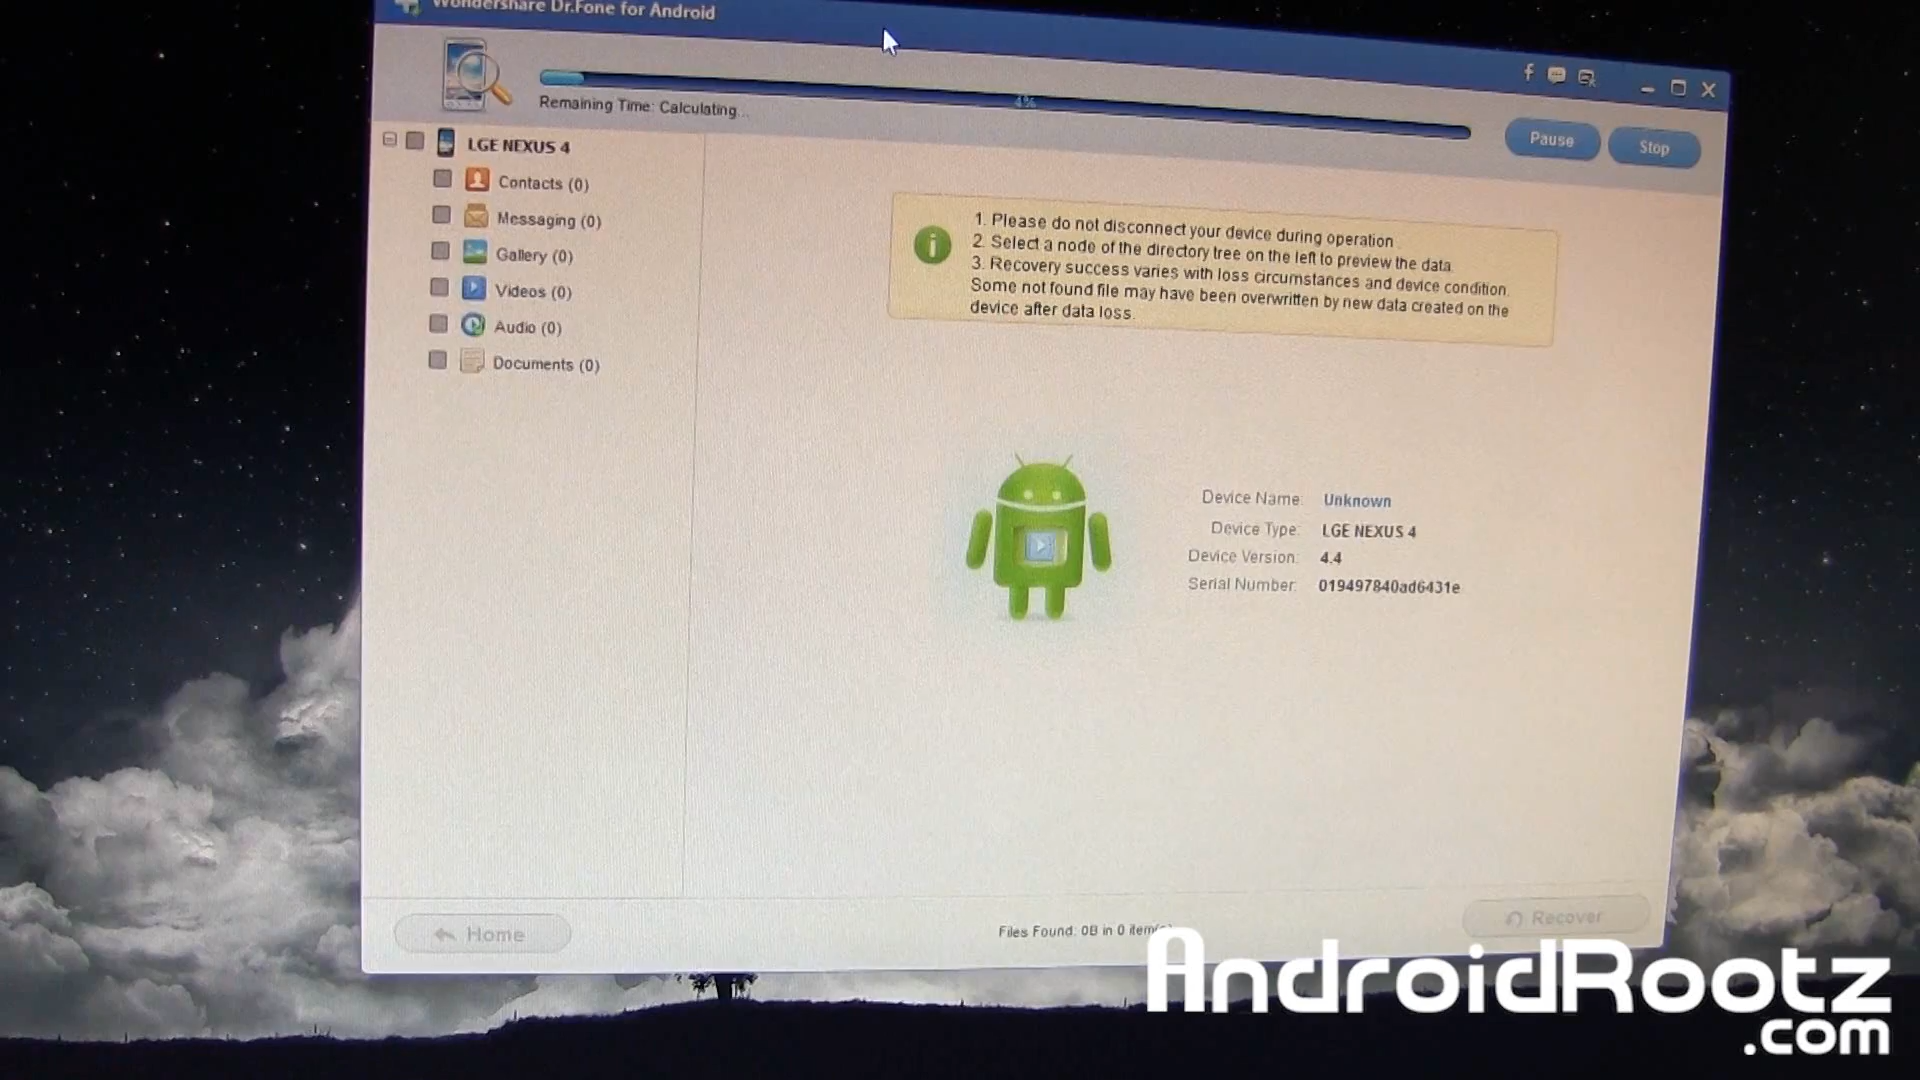 Wondershare Dr.Fone for Android
4%
Remaining Time: Calculating...
Pause
Stop
LGE NEXUS 4
Contacts (0)
Messaging (0)
Gallery (0)
Videos (0)
Audio (0)
Documents (0)
1. Please do not disconnect your device during operation.
2. Select a node of the directory tree on the left to preview the data.
3. Recovery success varies with loss circumstances and device condition.
Some not found file may have been overwritten by new data created on the
device after data loss.
Device Name: Unknown
Device Type: LGE NEXUS 4
Device Version: 4.4
Serial Number: 019497840ad6431e
Home
Files Found: 0B in 0 item(s)
Recover
AndroidRootz
.com